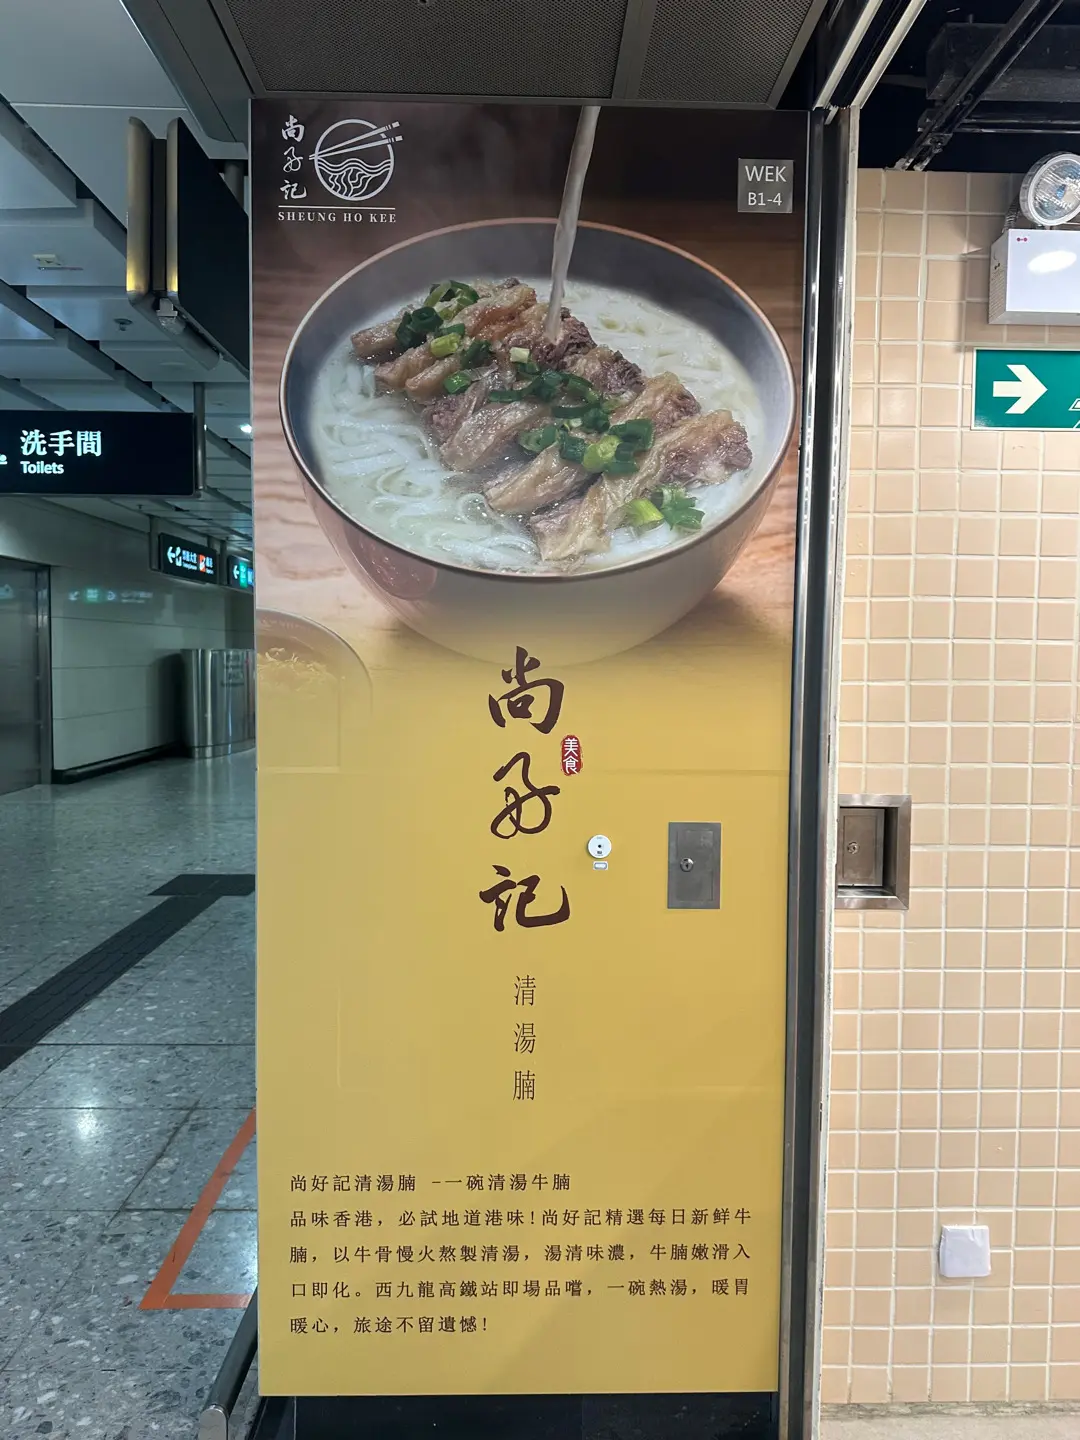 尚好記
SHEUNG HO KEE
WEK
B1-4
洗手間
Toilets
尚好記
美食
清湯腩
尚好記清湯腩 -一碗清湯牛腩
品味香港，必試地道港味!尚好記精選每日新鮮牛
腩，以牛骨慢火熬製清湯，湯清味濃，牛腩嫩滑入
口即化。西九龍高鐵站即場品嚐，一碗熱湯，暖胃
暖心，旅途不留遺憾!